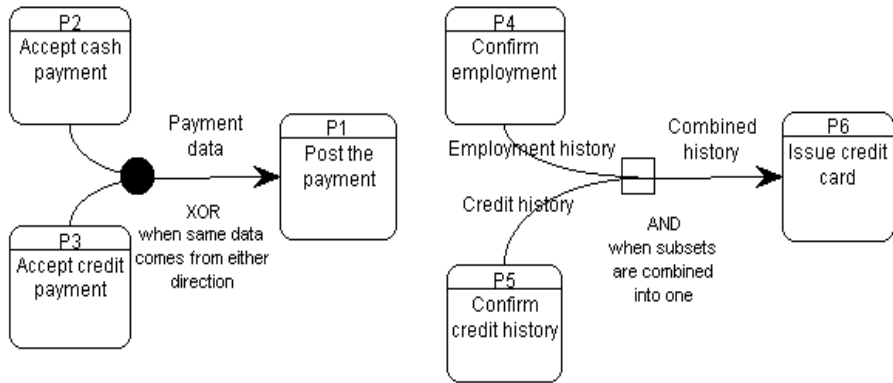 P2
Accept cash
payment
Payment
data
P1
Post the
payment
XOR
when same data
comes from either
direction
P3
Accept credit
payment
P4
Confirm
employment
Employment history
Credit history
Combined
history
P6
Issue credit
card
AND
when subsets
are combined
into one
P5
Confirm
credit history